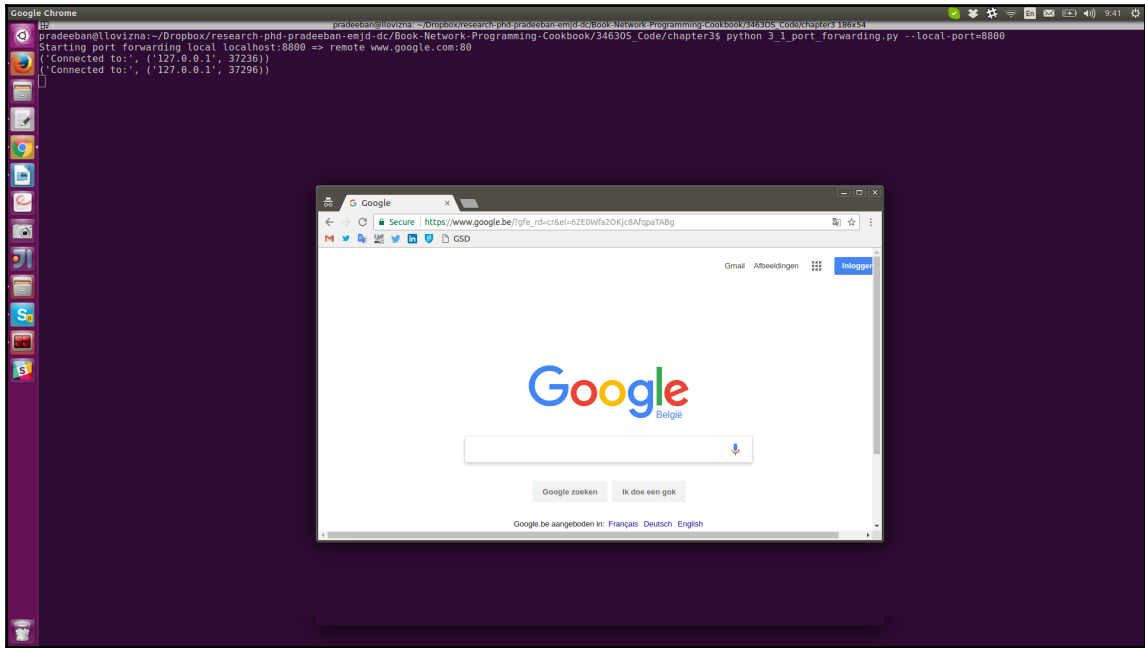 Google Chrome
En
9:41
pradeeban@llovizna: ~/Dropbox/research-phd-pradeeban-emjd-dc/Book-Network-Programming-Cookbook/34630S_Code/chapter3 186x54
pradeeban@llovizna:~/Dropbox/research-phd-pradeeban-emjd-dc/Book-Network-Programming-Cookbook/34630S_Code/chapter3$ python 3_1_port_forwarding.py --local-port=8800
Starting port forwarding local localhost:8800 => remote www.google.com:80
('Connected to:', ('127.0.0.1', 37236))
('Connected to:', ('127.0.0.1', 37296))
G Google
Secure https://www.google.be/?gfe_rd=cr&ei=62E0Wfa2OKjc8AfqpaTABg
GSD
Gmail Afbeeldingen Inloggen
Google
België
Google zoeken Ik doe een gok
Google.be aangeboden in: Français Deutsch English